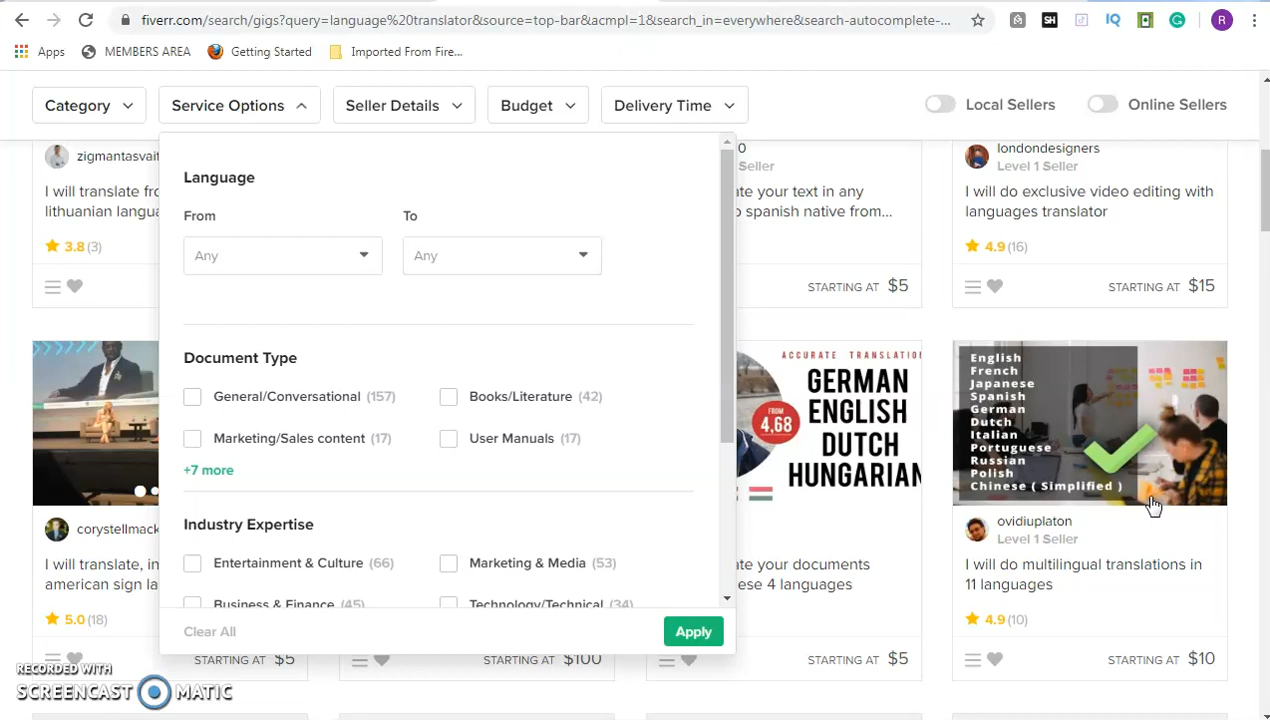 fiverr.com/search/gigs?query=language%20translator&source=top-bar&acmpl=1&search_in=everywhere&search-autocomplete-...
SH
IQ
R
Apps
MEMBERS AREA
Getting Started
Imported From Fire...
Category
Service Options
Seller Details
Budget
Delivery Time
Local Sellers
Online Sellers
zigmantasvait
I will translate fro
lithuanian langua
3.8 (3)
Language
From
To
Any
Any
Document Type
General/Conversational (157)
Books/Literature (42)
Marketing/Sales content (17)
User Manuals (17)
+7 more
Industry Expertise
Entertainment & Culture (66)
Marketing & Media (53)
Business & Finance (45)
Technology/Technical (34)
Clear All
Apply
0
Seller
ate your text in any
o spanish native from...
STARTING AT $5
londondesigners
Level 1 Seller
I will do exclusive video editing with
languages translator
4.9 (16)
STARTING AT $15
corystellmack
I will translate, in
american sign la
5.0 (18)
STARTING AT $5
STARTING AT $100
ACCURATE TRANSLATION
GERMAN
ENGLISH
DUTCH
HUNGARIAN
FROM
4,68
ate your documents
ese 4 languages
STARTING AT $5
English
French
Japanese
Spanish
German
Dutch
Italian
Portuguese
Russian
Polish
Chinese ( Simplified )
ovidiuplaton
Level 1 Seller
I will do multilingual translations in
11 languages
4.9 (10)
STARTING AT $10
RECORDED WITH
SCREENCAST MATIC